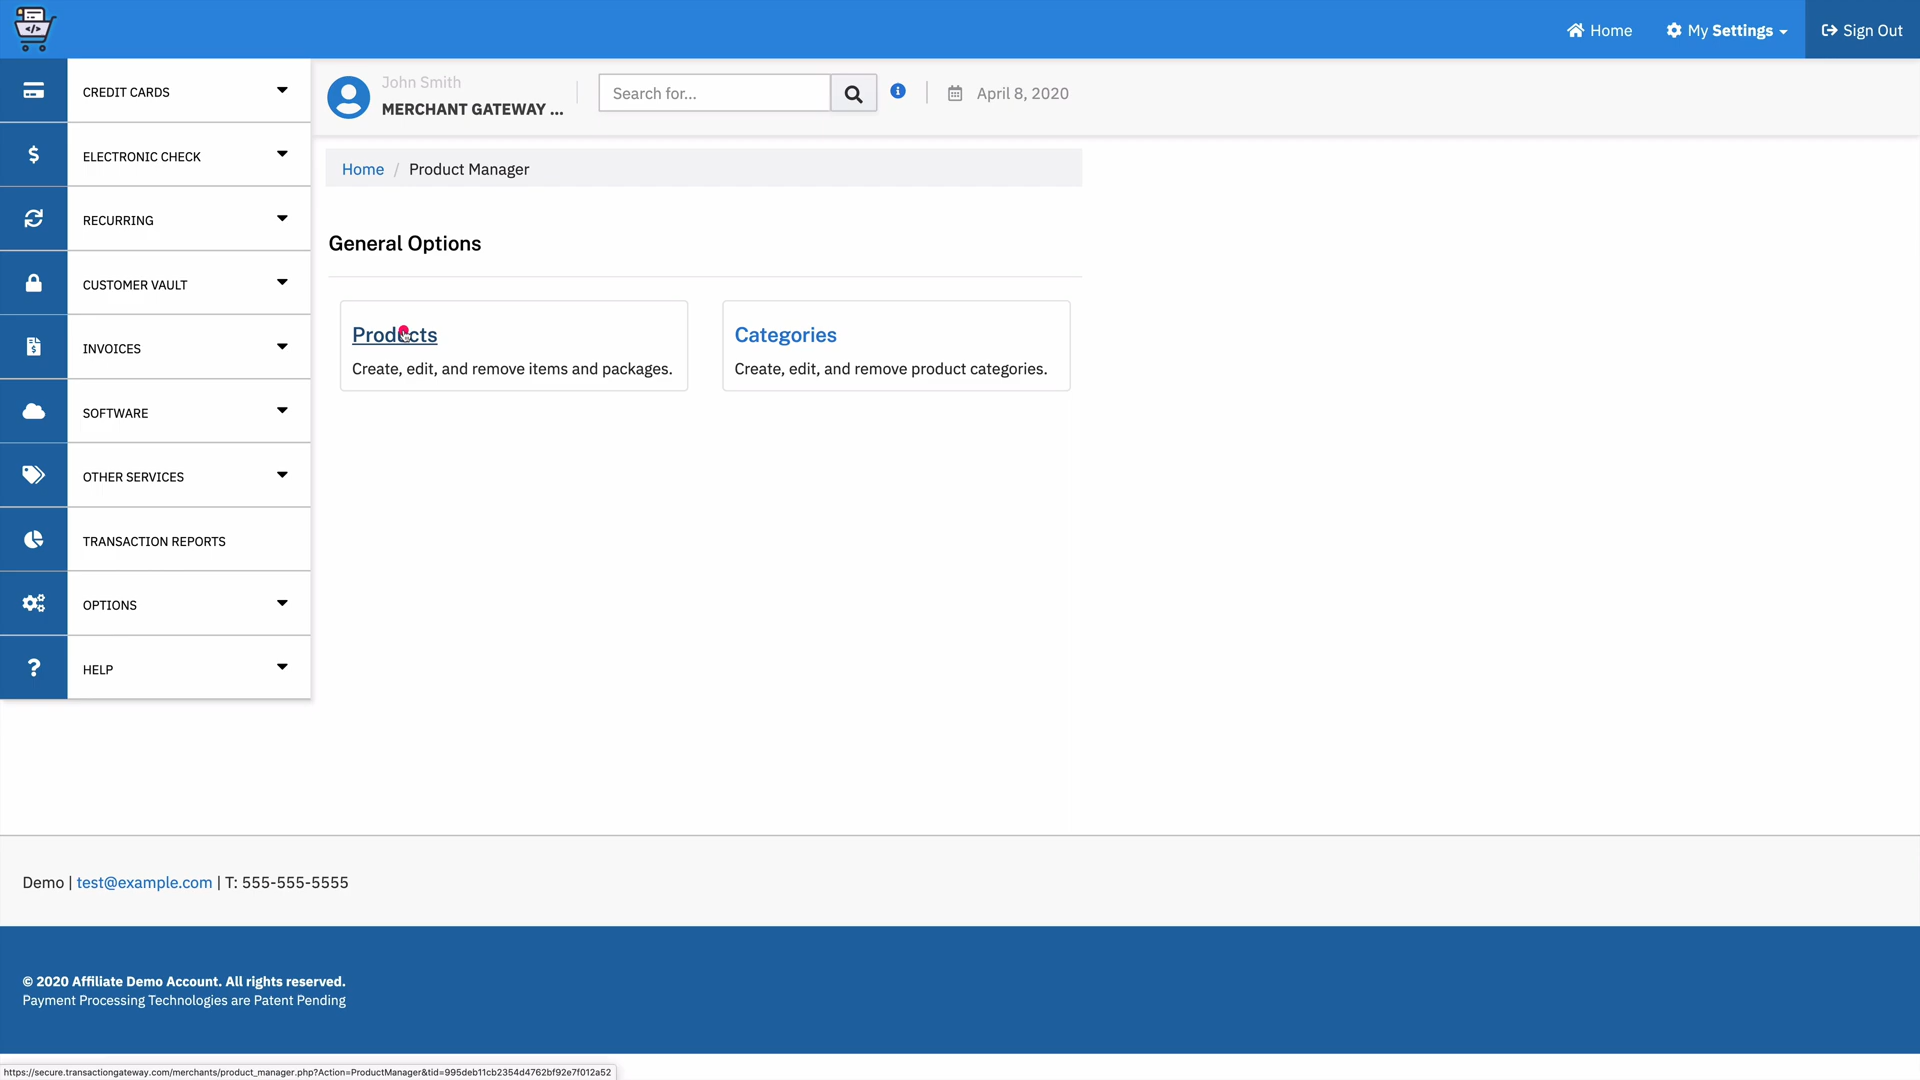 Home
My Settings
Sign Out
CREDIT CARDS
ELECTRONIC CHECK
RECURRING
CUSTOMER VAULT
INVOICES
SOFTWARE
OTHER SERVICES
TRANSACTION REPORTS
OPTIONS
HELP
John Smith
MERCHANT GATEWAY ...
Search for...
April 8, 2020
Home / Product Manager
General Options
Products
Create, edit, and remove items and packages.
Categories
Create, edit, and remove product categories.
Demo | test@example.com | T: 555-555-5555
© 2020 Affiliate Demo Account. All rights reserved.
Payment Processing Technologies are Patent Pending
https://secure.transactiongateway.com/merchants/product_manager.php?Action=ProductManager&tid=995deb11cb2354d4762bf92e7f012a52